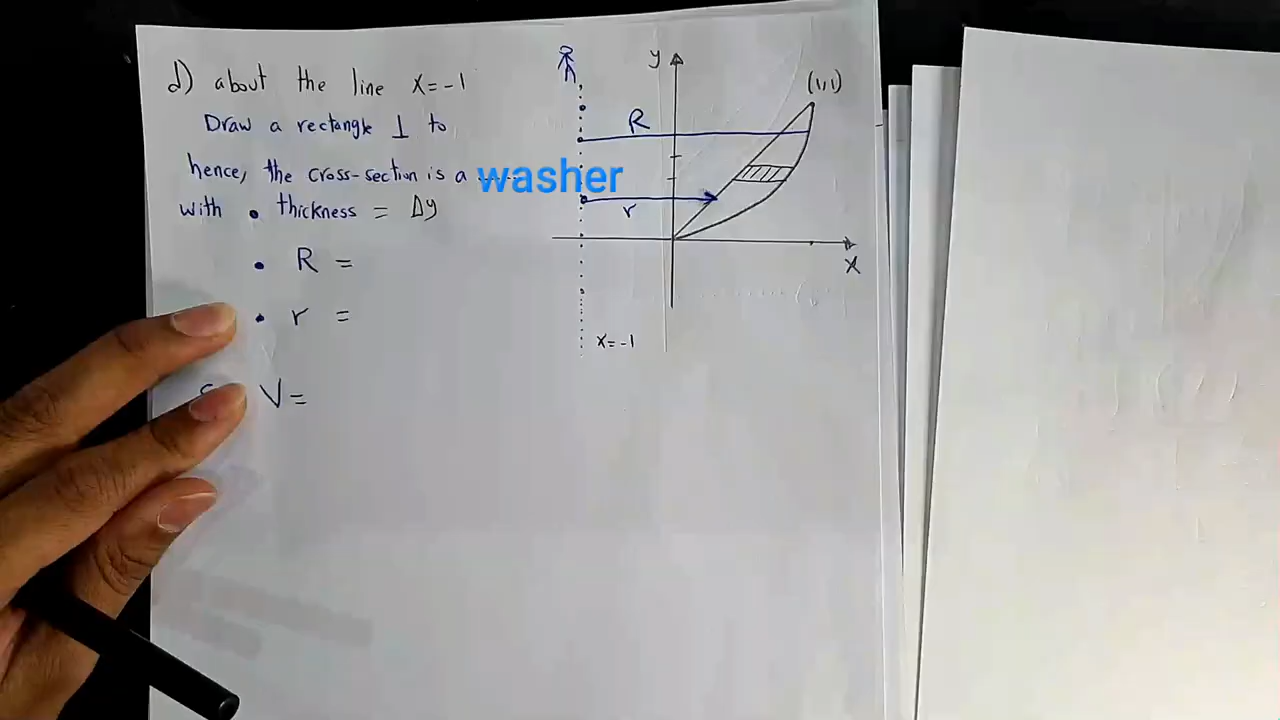 d) about the line x=-1
Draw a rectangle ⊥ to
hence, the cross-section is a washer
with • thickness = Δy
• R =
• r =
V=
y
(1,1)
R
r
x
x=-1